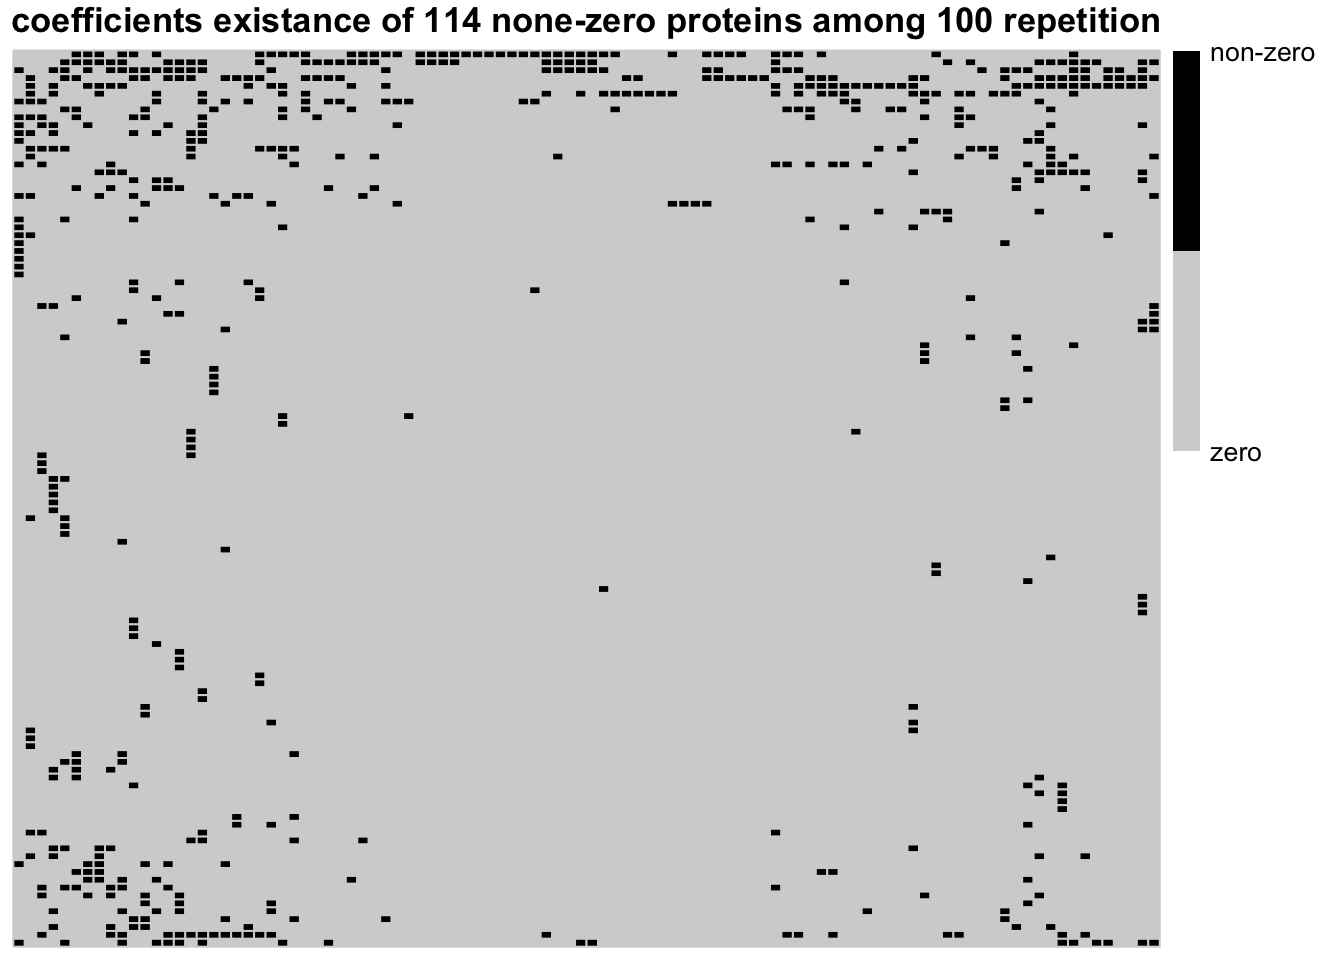 coefficients existance of 114 none-zero proteins among 100 repetition
non-zero
zero